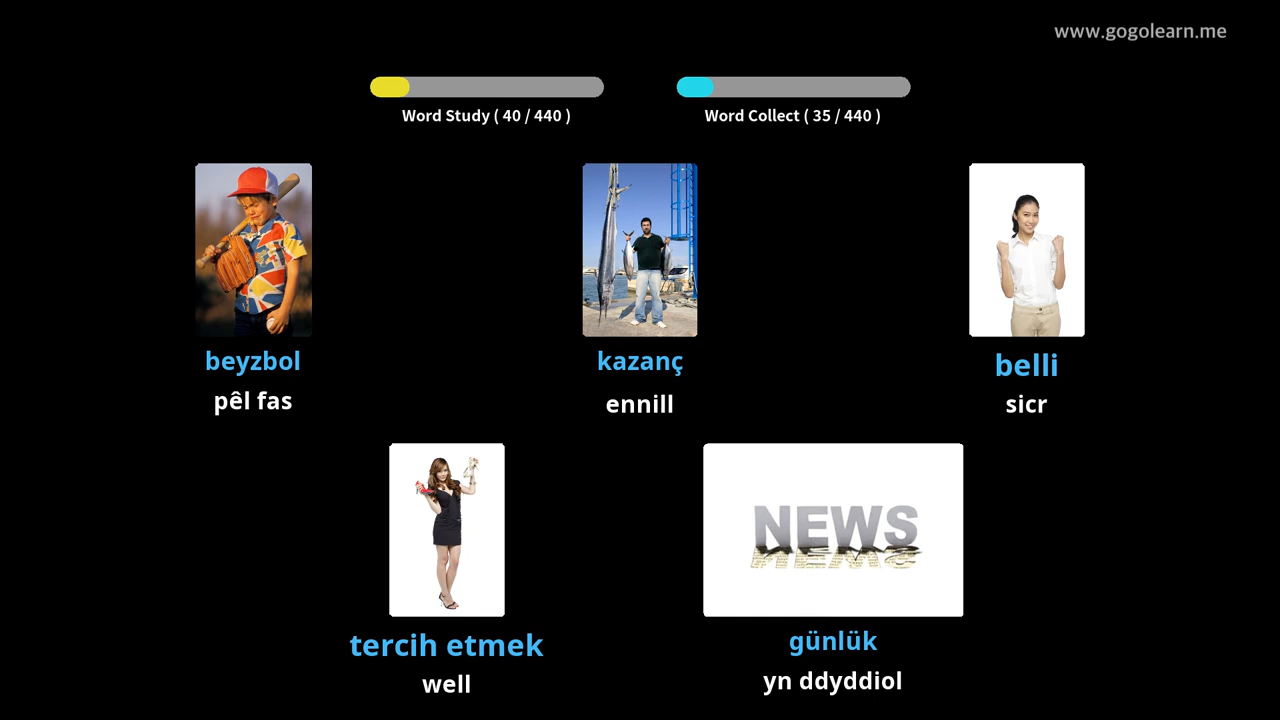 www.gogolearn.me
Word Study ( 40 / 440 )
Word Collect ( 35 / 440 )
beyzbol
pêl fas
kazanç
ennill
belli
sicr
tercih etmek
well
NEWS
günlük
yn ddyddiol